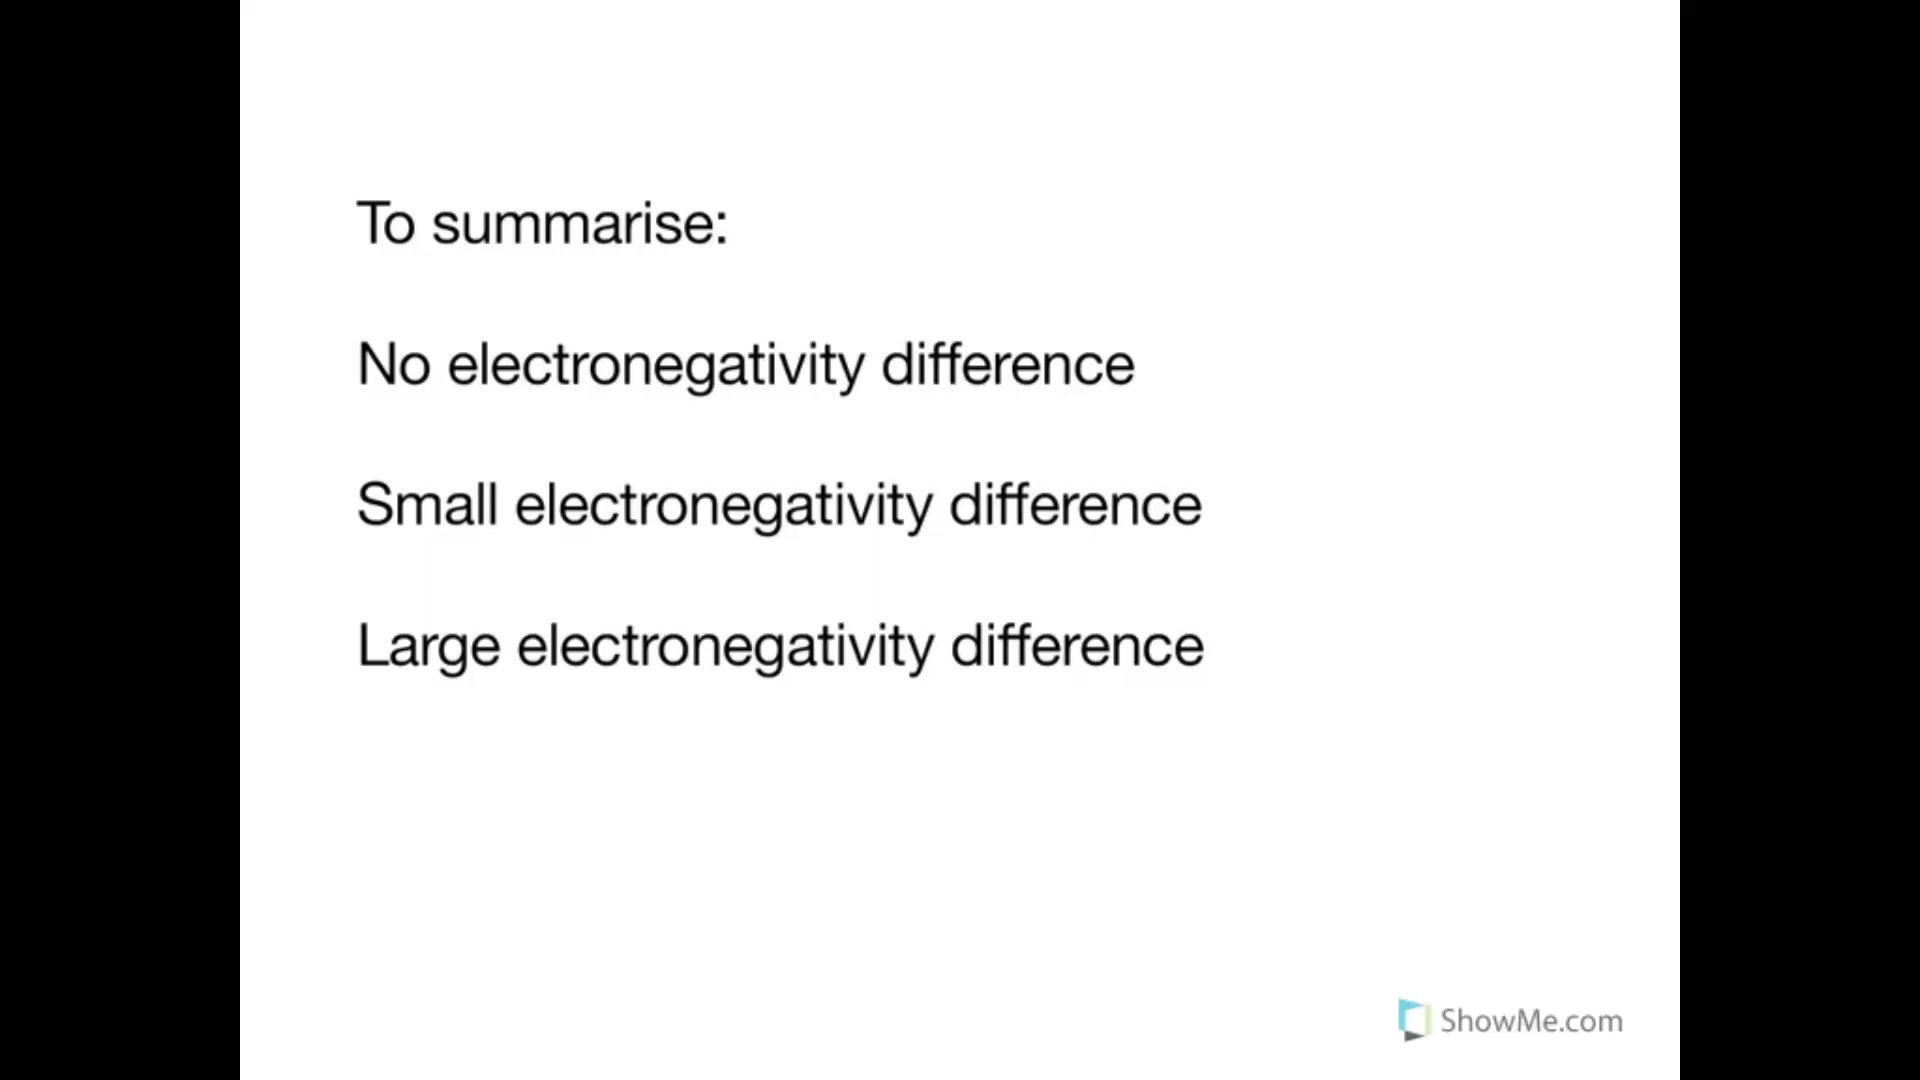 To summarise:
No electronegativity difference
Small electronegativity difference
Large electronegativity difference
ShowMe.com